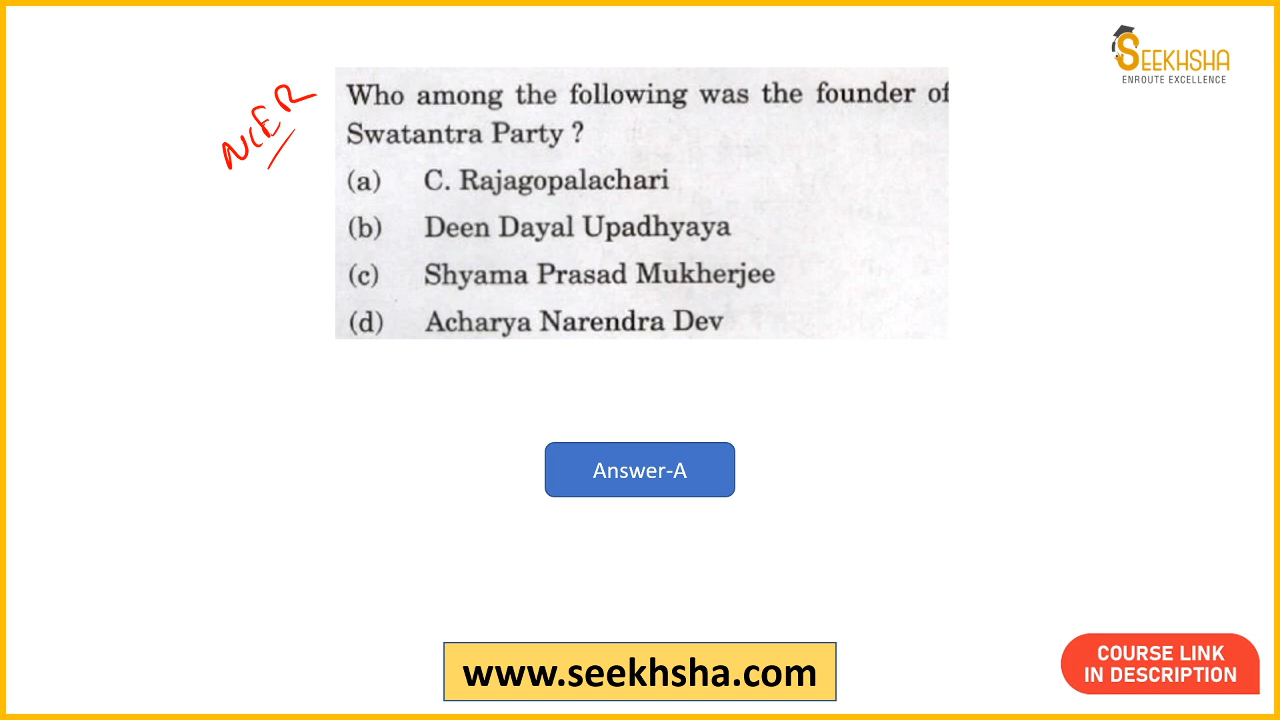 SEEKHSHA
ENROUTE EXCELLENCE
NCER
Who among the following was the founder of
Swatantra Party ?
(a) C. Rajagopalachari
(b) Deen Dayal Upadhyaya
(c) Shyama Prasad Mukherjee
(d) Acharya Narendra Dev
Answer-A
www.seekhsha.com
COURSE LINK
IN DESCRIPTION